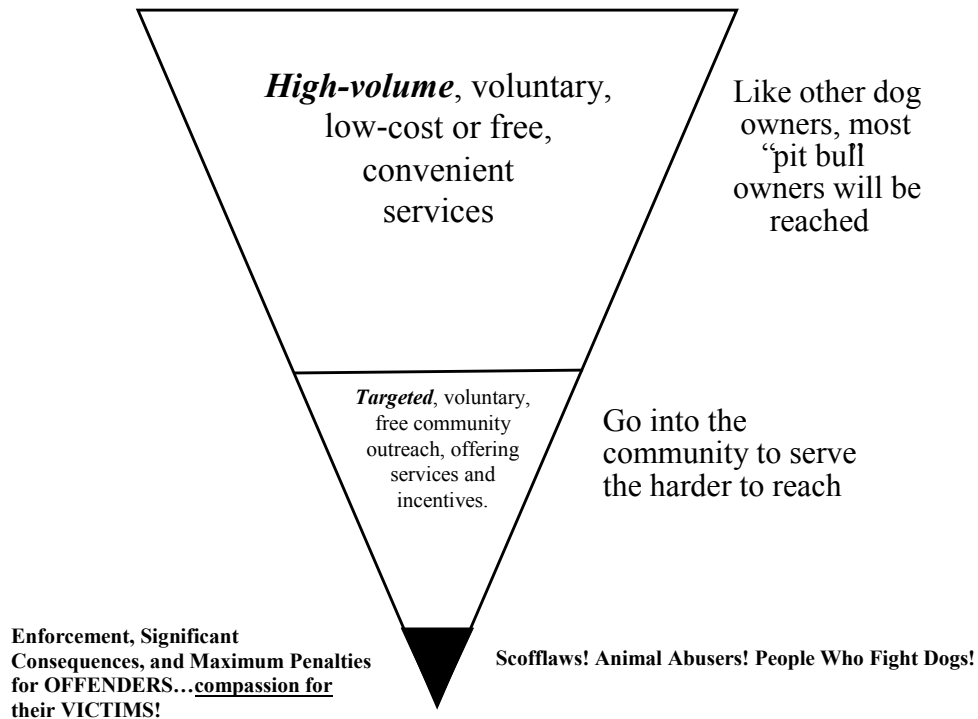 High-volume, voluntary,
low-cost or free,
convenient
services
Like other dog
owners, most
“pit bull”
owners will be
reached
Targeted, voluntary,
free community
outreach, offering
services and
incentives.
Go into the
community to serve
the harder to reach
Enforcement, Significant
Consequences, and Maximum Penalties
for OFFENDERS…compassion for
their VICTIMS!
Scofflaws! Animal Abusers! People Who Fight Dogs!